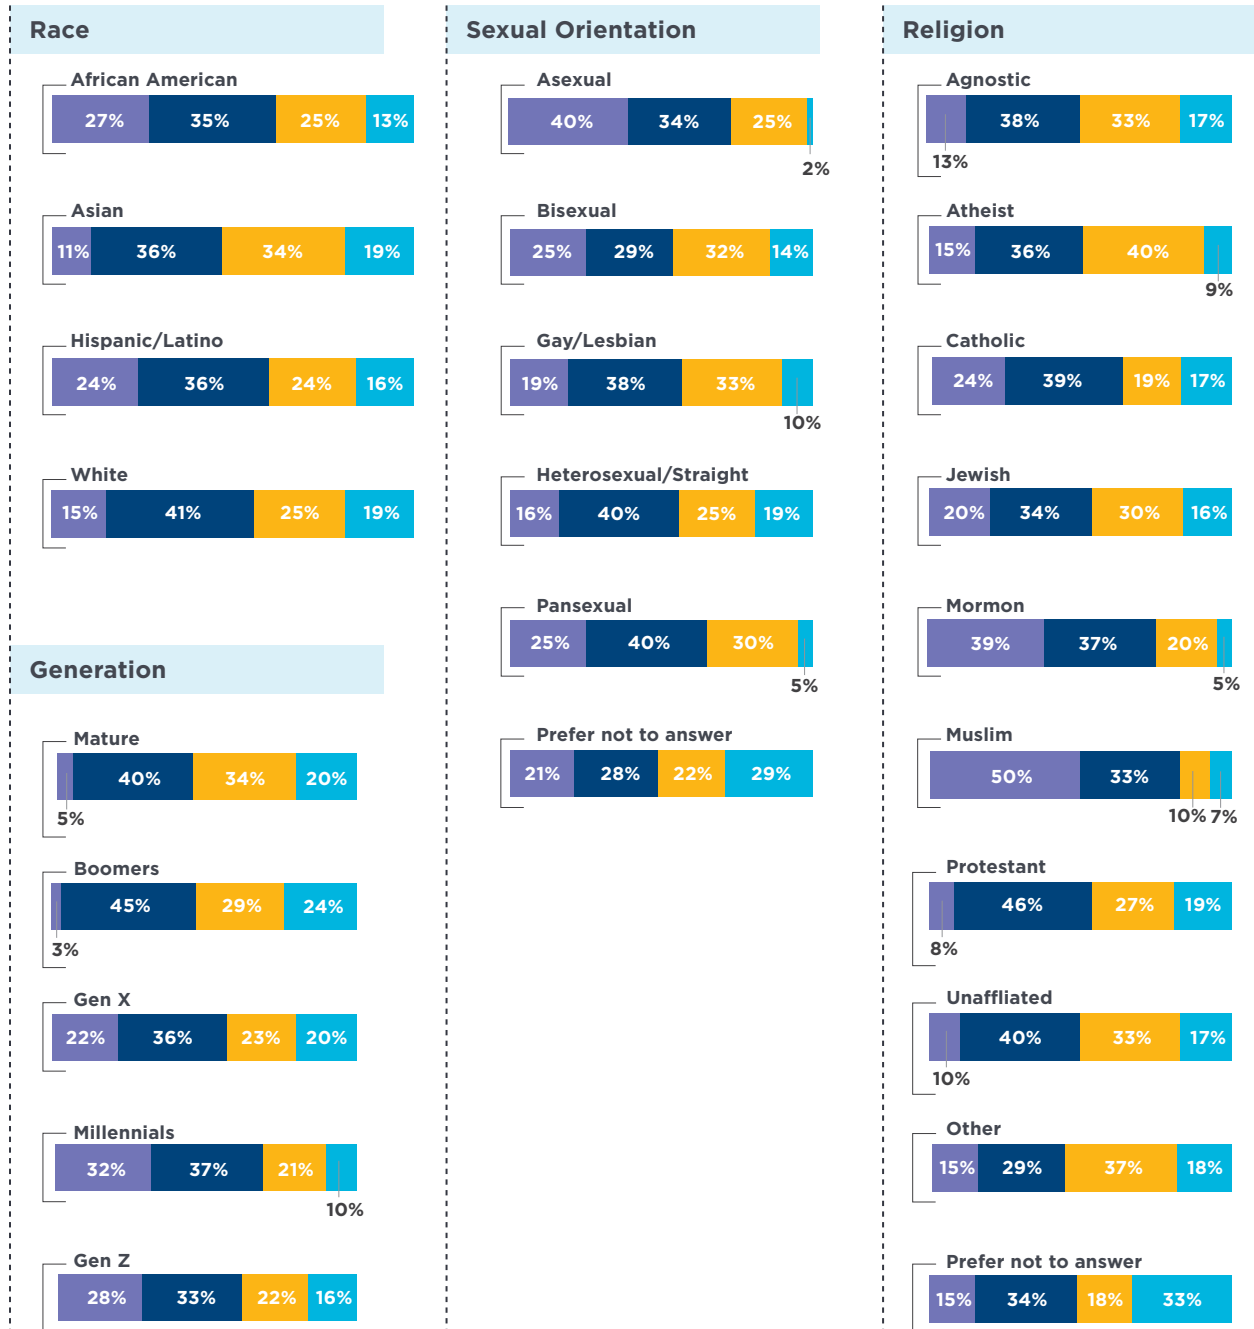 Race
African American
27% 35% 25% 13%
Asian
11% 36% 34% 19%
Hispanic/Latino
24% 36% 24% 16%
White
15% 41% 25% 19%
Generation
Mature
40% 34% 20%
5%
Boomers
45% 29% 24%
3%
Gen X
22% 36% 23% 20%
Millennials
32% 37% 21%
10%
Gen Z
28% 33% 22% 16%
Sexual Orientation
Asexual
40% 34% 25%
2%
Bisexual
25% 29% 32% 14%
Gay/Lesbian
19% 38% 33%
10%
Heterosexual/Straight
16% 40% 25% 19%
Pansexual
25% 40% 30%
5%
Prefer not to answer
21% 28% 22% 29%
Religion
Agnostic
38% 33% 17%
13%
Atheist
15% 36% 40%
9%
Catholic
24% 39% 19% 17%
Jewish
20% 34% 30% 16%
Mormon
39% 37% 20%
5%
Muslim
50% 33%
10% 7%
Protestant
46% 27% 19%
8%
Unaffliated
40% 33% 17%
10%
Other
15% 29% 37% 18%
Prefer not to answer
15% 34% 18% 33%